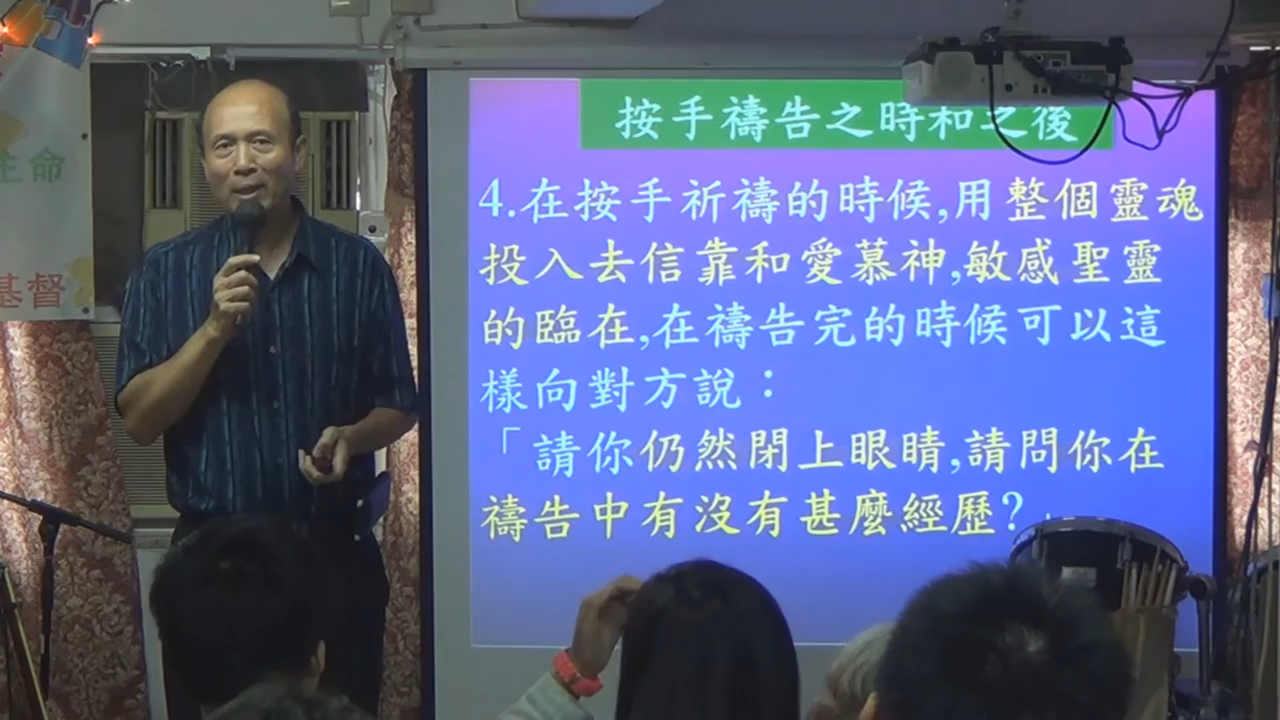 按手禱告之時和之後
4.在按手祈禱的時候,用整個靈魂
投入去信靠和愛慕神,敏感聖靈
的臨在,在禱告完的時候可以這
樣向對方說：
「請你仍然閉上眼睛,請問你在
禱告中有沒有甚麼經歷?」
生命
基督